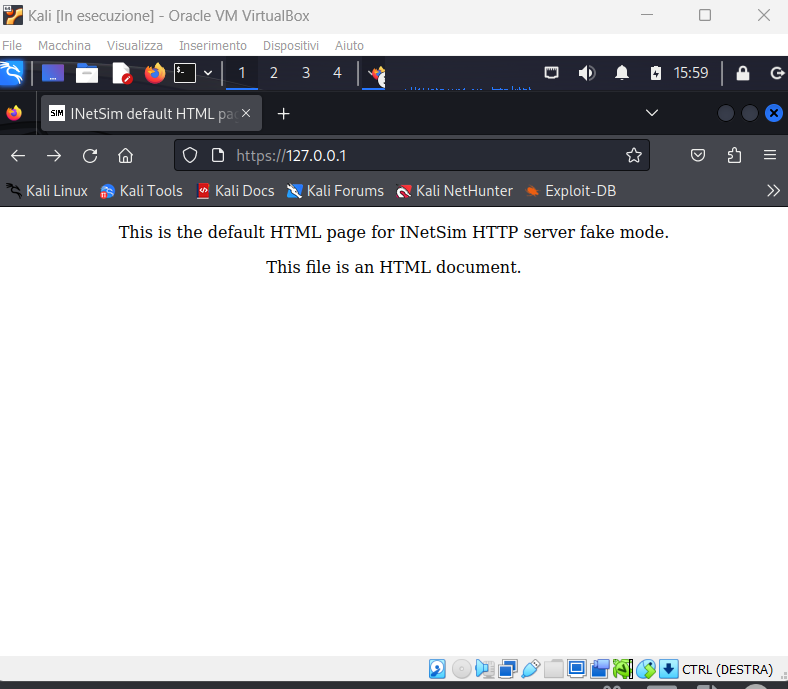 Kali [In esecuzione] - Oracle VM VirtualBox
File Macchina Visualizza Inserimento Dispositivi Aiuto
1 2 3 4 15:59
SIM INetSim default HTML pa
https://127.0.0.1
Kali Linux Kali Tools Kali Docs Kali Forums Kali NetHunter Exploit-DB
This is the default HTML page for INetSim HTTP server fake mode.
This file is an HTML document.
CTRL (DESTRA)